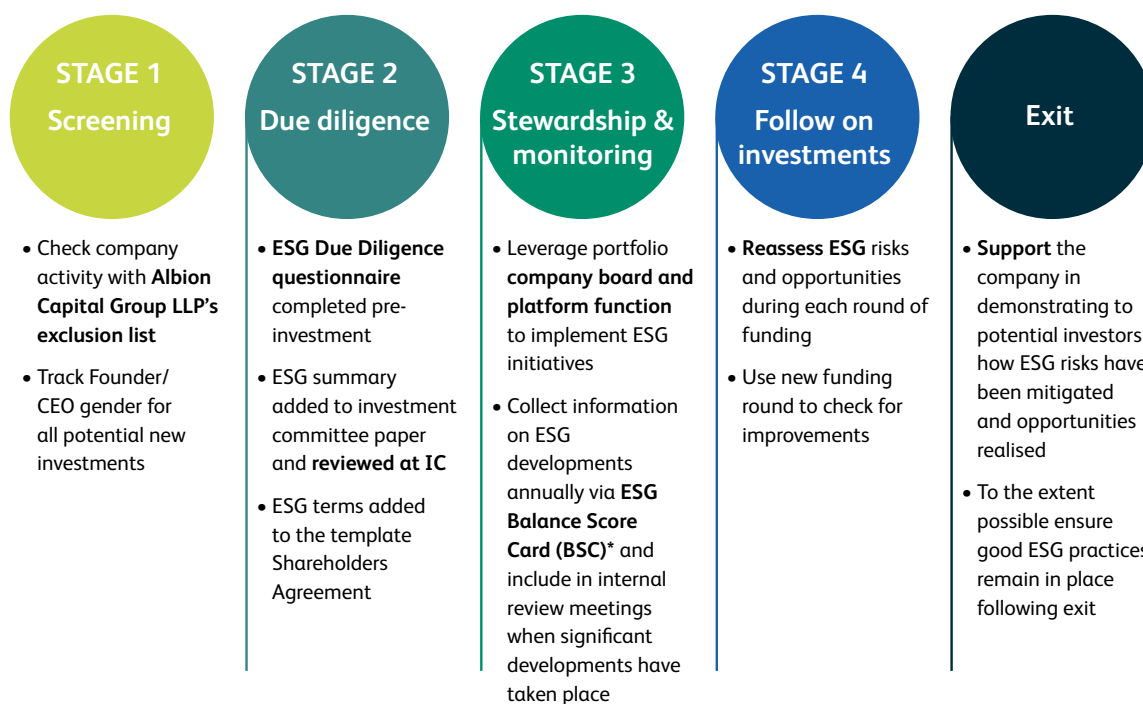 STAGE 1
Screening
• Check company
activity with Albion
Capital Group LLP's
exclusion list
• Track Founder/
CEO gender for
all potential new
investments
STAGE 2
Due diligence
• ESG Due Diligence
questionnaire
completed pre-
investment
• ESG summary
added to investment
committee paper
and reviewed at IC
• ESG terms added
to the template
Shareholders
Agreement
STAGE 3
Stewardship &
monitoring
• Leverage portfolio
company board and
platform function
to implement ESG
initiatives
• Collect information
on ESG
developments
annually via ESG
Balance Score
Card (BSC)* and
include in internal
review meetings
when significant
developments have
taken place
STAGE 4
Follow on
investments
• Reassess ESG risks
and opportunities
during each round of
funding
• Use new funding
round to check for
improvements
Exit
• Support the
company in
demonstrating to
potential investors
how ESG risks have
been mitigated
and opportunities
realised
• To the extent
possible ensure
good ESG practices
remain in place
following exit